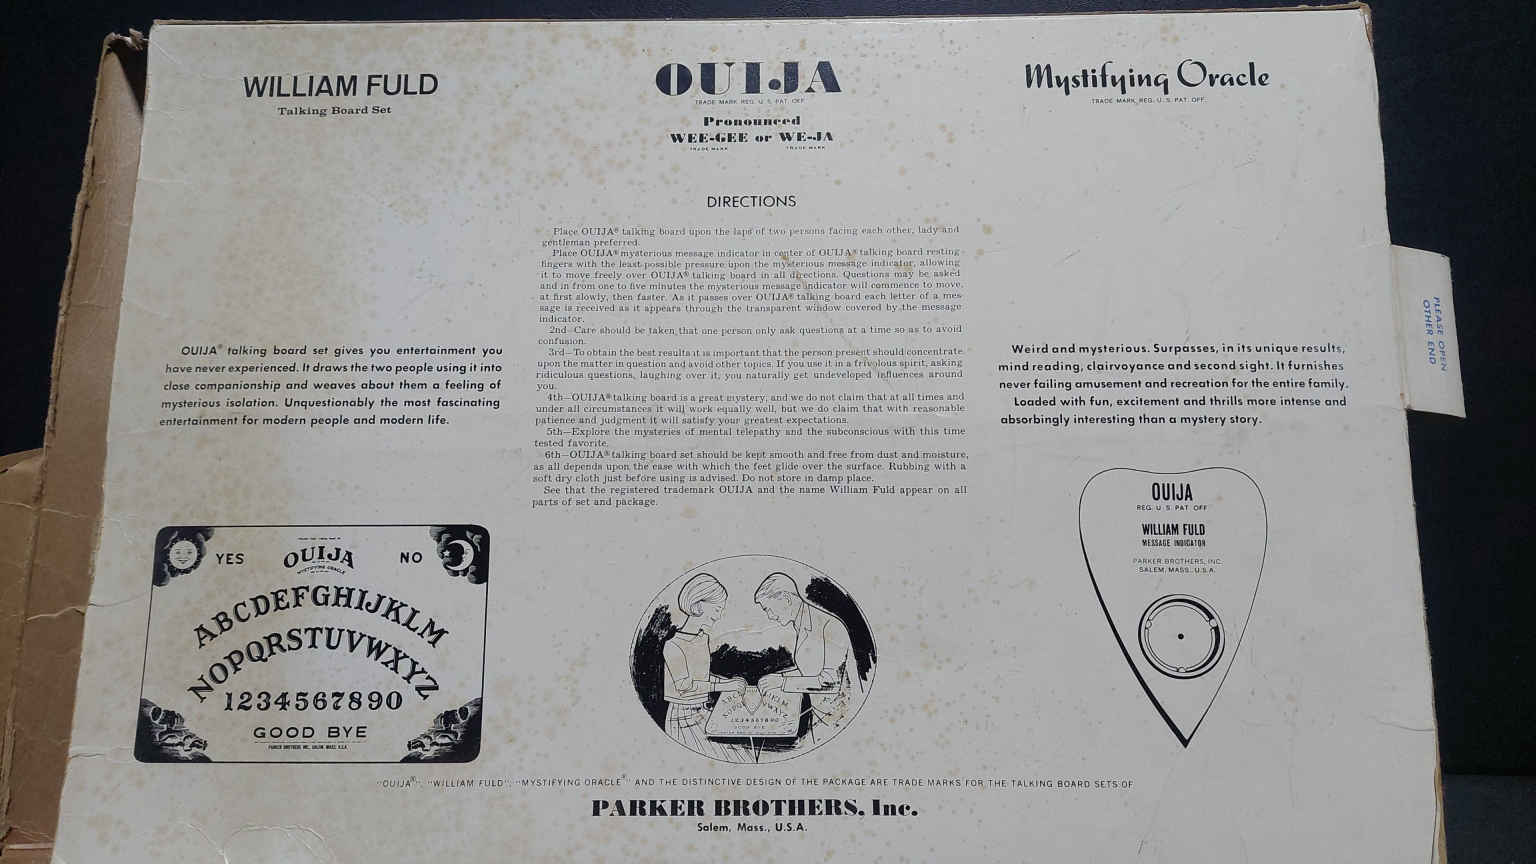 WILLIAM FULD
Talking Board Set
OUIJA
TRADE MARK REG. U. S. PAT. OFF.
Pronounced
WEE-GEE or WE-JA
TRADE MARK TRADE MARK
Mystifying Oracle
TRADE MARK REG. U. S. PAT. OFF.
DIRECTIONS
Place OUIJA® talking board upon the laps of two persons facing each other, lady and
gentleman preferred.
Place OUIJA® mysterious message indicator in center of OUIJA® talking board resting
fingers with the least possible pressure upon the mysterious message indicator, allowing
it to move freely over OUIJA® talking board in all directions. Questions may be asked
and in from one to five minutes the mysterious message indicator will commence to move,
at first slowly, then faster. As it passes over OUIJA® talking board each letter of a mes-
sage is received as it appears through the transparent window covered by the message
indicator.
2nd—Care should be taken that one person only ask questions at a time so as to avoid
confusion.
3rd—To obtain the best results it is important that the person present should concentrate
upon the matter in question and avoid other topics. If you use it in a frivolous spirit, asking
ridiculous questions, laughing over it, you naturally get undeveloped influences around
you.
4th—OUIJA® talking board is a great mystery, and we do not claim that at all times and
under all circumstances it will work equally well, but we do claim that with reasonable
patience and judgment it will satisfy your greatest expectations.
5th—Explore the mysteries of mental telepathy and the subconscious with this time
tested favorite.
6th—OUIJA® talking board set should be kept smooth and free from dust and moisture,
as all depends upon the ease with which the feet glide over the surface. Rubbing with a
soft dry cloth just before using is advised. Do not store in damp place.
See that the registered trademark OUIJA and the name William Fuld appear on all
parts of set and package.
OUIJA® talking board set gives you entertainment you
have never experienced. It draws the two people using it into
close companionship and weaves about them a feeling of
mysterious isolation. Unquestionably the most fascinating
entertainment for modern people and modern life.
Weird and mysterious. Surpasses, in its unique results,
mind reading, clairvoyance and second sight. It furnishes
never failing amusement and recreation for the entire family.
Loaded with fun, excitement and thrills more intense and
absorbingly interesting than a mystery story.
PLEASE OPEN
OTHER END
YES OUIJA NO
MYSTIFYING ORACLE
ABCDEFGHIJKLM
NOPQRSTUVWXYZ
1234567890
GOOD BYE
PARKER BROTHERS INC. SALEM, MASS. U.S.A.
1234567890
GOOD BYE
OUIJA
REG. U. S. PAT. OFF.
WILLIAM FULD
MESSAGE INDICATOR
PARKER BROTHERS, INC.
SALEM, MASS., U.S.A.
"OUIJA®", "WILLIAM FULD", "MYSTIFYING ORACLE®" AND THE DISTINCTIVE DESIGN OF THE PACKAGE ARE TRADE MARKS FOR THE TALKING BOARD SETS OF
PARKER BROTHERS, Inc.
Salem, Mass., U.S.A.